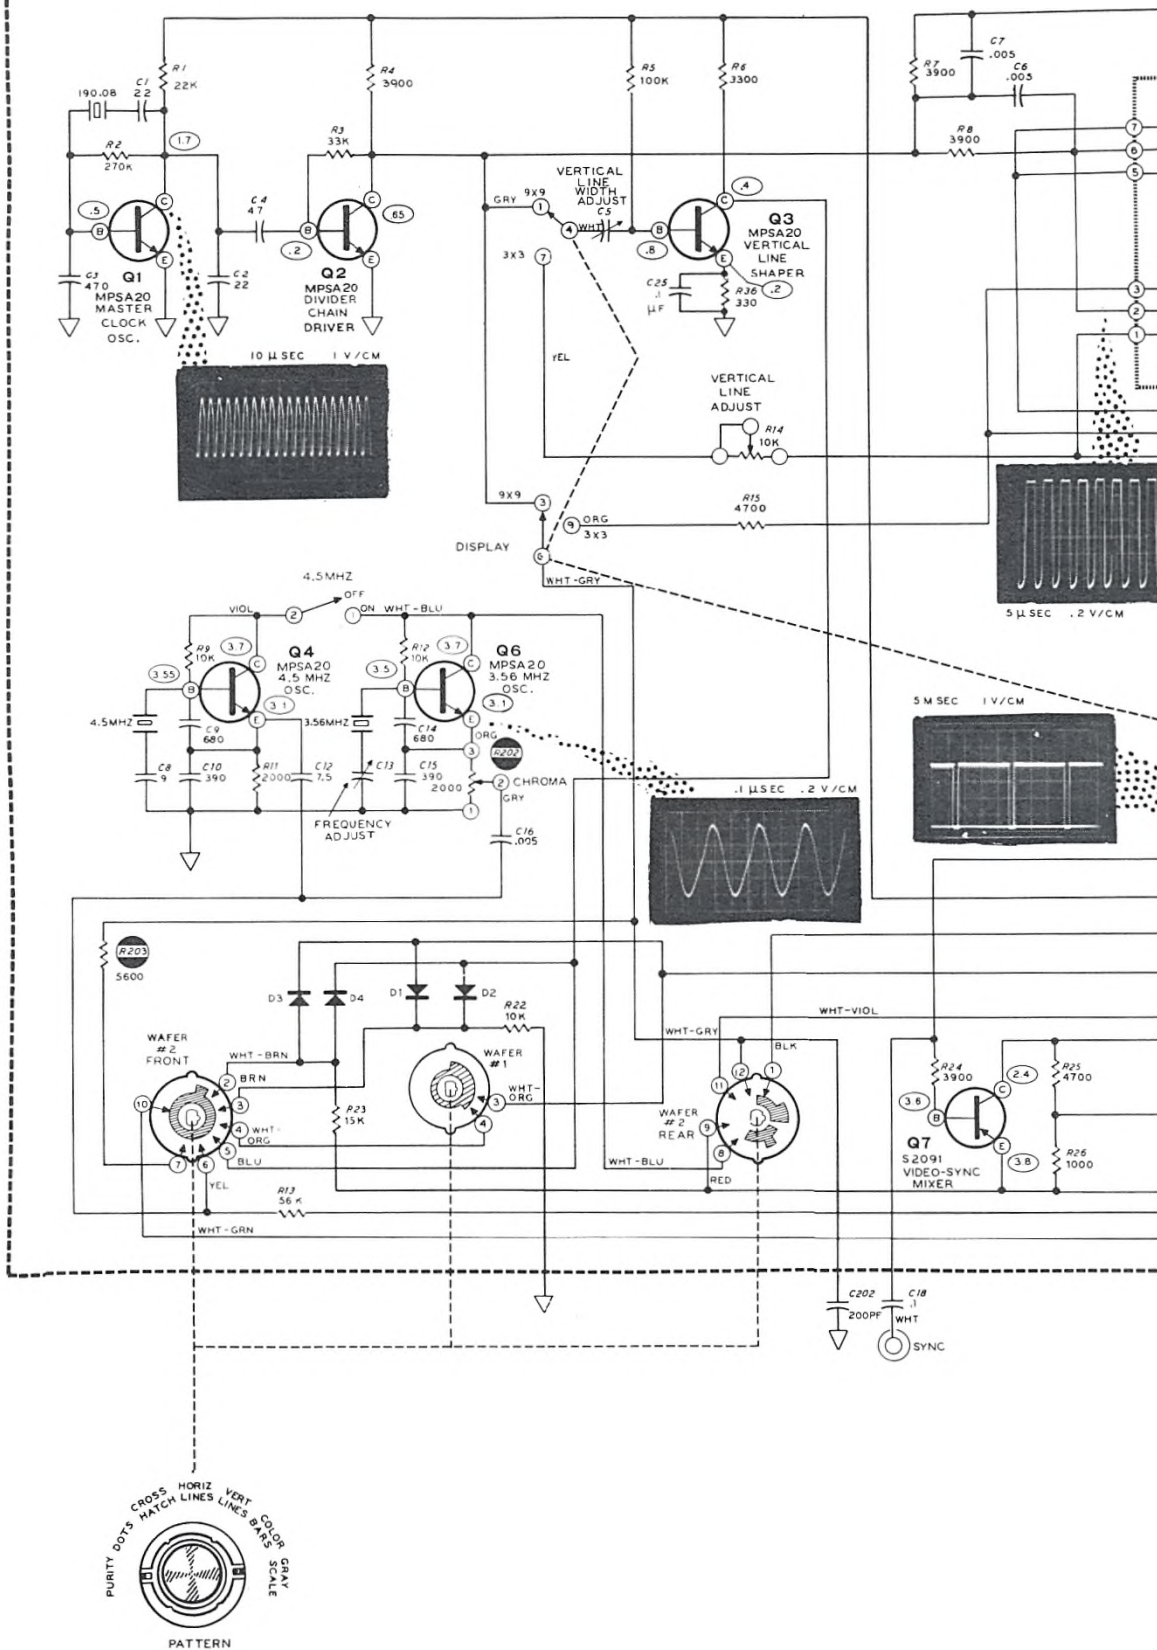 R1
22K
C1
22
190.08
R2
270K
1.7
.5
C
B
E
C3
470
Q1
MPSA20
MASTER
CLOCK
OSC.
C2
22
C4
47
R3
33K
R4
3900
.65
.2
C
B
E
Q2
MPSA20
DIVIDER
CHAIN
DRIVER
R5
100K
R6
3300
VERTICAL
LINE
WIDTH
ADJUST
C5
GRY
9X9
1
4
WHT
3X3
7
.4
.8
C
B
E
Q3
MPSA20
VERTICAL
LINE
SHAPER
.2
C25
.1
µF
R36
330
R7
3900
C7
.005
C6
.005
R8
3900
7
6
5
3
2
1
10 µSEC 1 V/CM
YEL
VERTICAL
LINE
ADJUST
R14
10K
9X9
3
9
ORG
3X3
R15
4700
DISPLAY
6
WHT-GRY
5 µSEC .2 V/CM
4.5MHZ
VIOL
2
OFF
1
ON
WHT-BLU
R9
10K
3.7
3.55
C
B
E
3.1
Q4
MPSA20
4.5 MHZ
OSC.
4.5MHZ
C9
680
C8
9
C10
390
R11
2000
C12
7.5
R12
10K
3.7
3.5
C
B
E
3.1
Q6
MPSA20
3.56 MHZ
OSC.
3.56MHZ
C14
680
C13
C15
390
ORG
3
R202
2000
2
CHROMA
GRY
1
FREQUENCY
ADJUST
C16
.005
.1 µSEC .2 V/CM
5 MSEC 1 V/CM
R203
5600
D3
D4
D1
D2
R22
10K
WAFER
#2
FRONT
WHT-BRN
2
BRN
3
4
WHT-
ORG
5
BLU
10
7
6
YEL
R23
15K
WAFER
#1
WHT-
ORG
3
4
WHT-VIOL
WHT-GRY
BLK
11
12
1
WAFER
#2
REAR
9
8
WHT-BLU
RED
R24
3900
R25
4700
2.4
3.6
C
B
E
3.8
Q7
S2091
VIDEO-SYNC
MIXER
R26
1000
R13
56K
WHT-GRN
C202
200PF
C18
.1
WHT
SYNC
PURITY
DOTS
CROSS
HATCH
HORIZ
LINES
VERT
LINES
COLOR
BARS
GRAY
SCALE
PATTERN